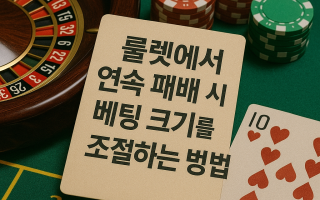 룰렛에서
연속 패배 시
베팅 크기를
조절하는 벙법
10